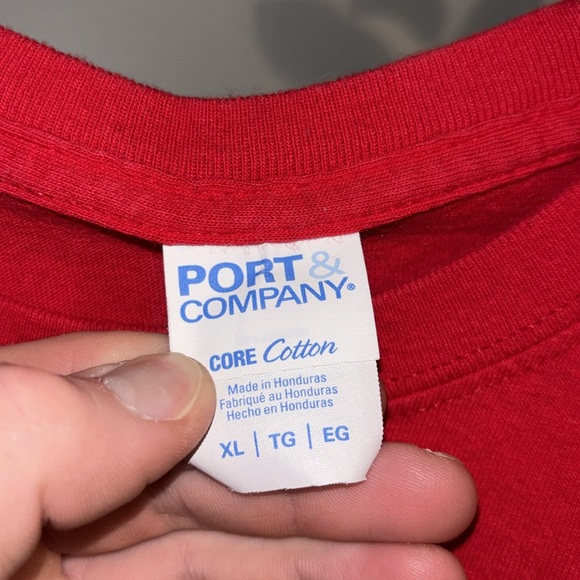 PORT &
COMPANY®
CORE Cotton
Made in Honduras
Fabriqué au Honduras
Hecho en Honduras
XL | TG | EG